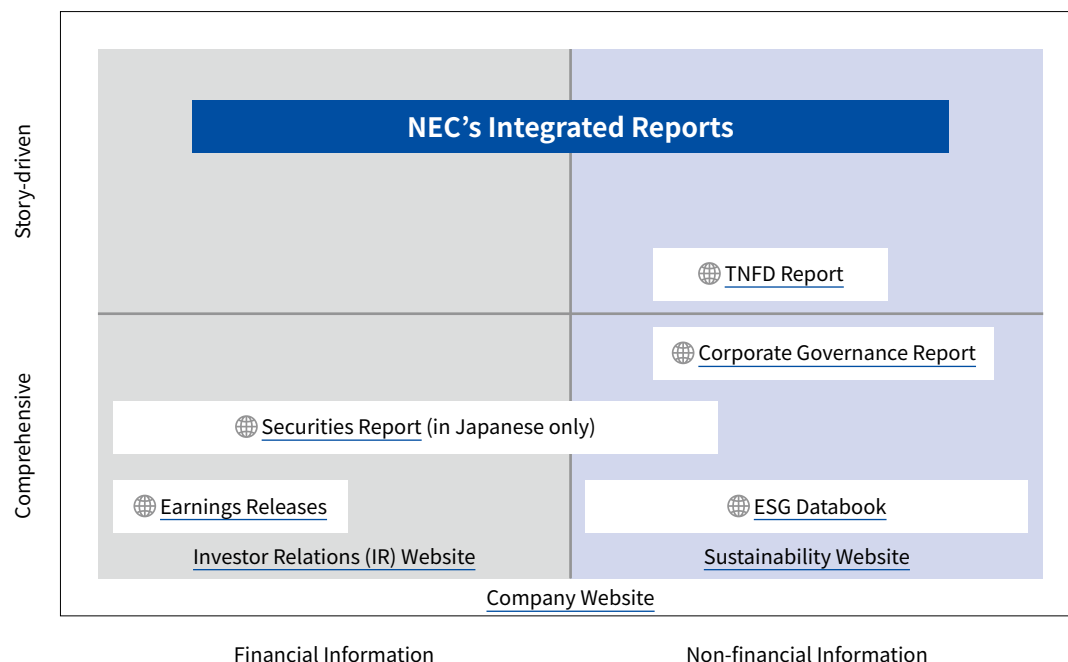 Story-driven
NEC's Integrated Reports
TNFD Report
Comprehensive
Corporate Governance Report
Securities Report (in Japanese only)
Earnings Releases
ESG Databook
Investor Relations (IR) Website
Sustainability Website
Company Website
Financial Information
Non-financial Information